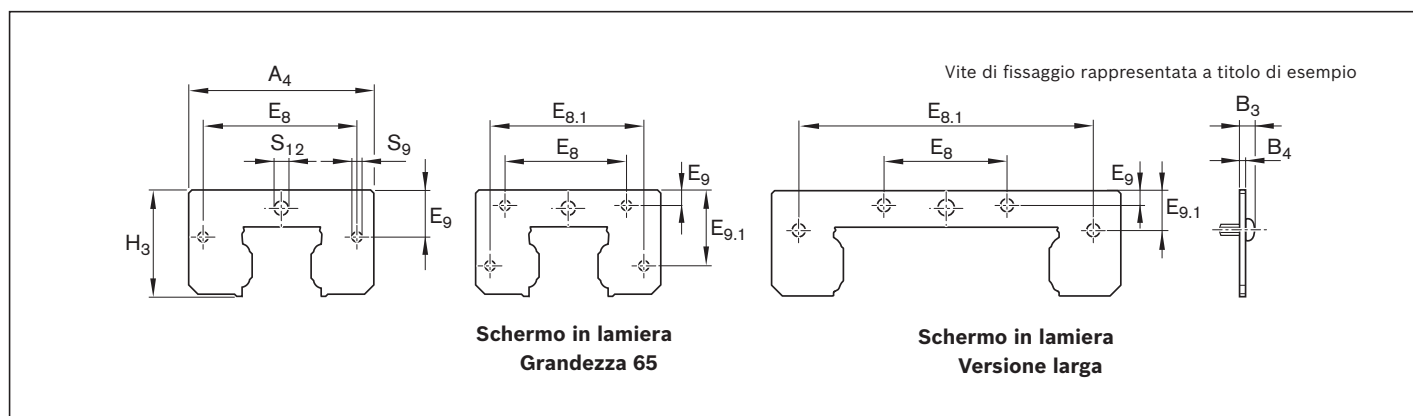 Vite di fissaggio rappresentata a titolo di esempio
A4
E8
S12
S9
H3
E9
E8.1
E8
E9
E9.1
Schermo in lamiera
Grandezza 65
E8.1
E8
E9
E9.1
Schermo in lamiera
Versione larga
B3
B4